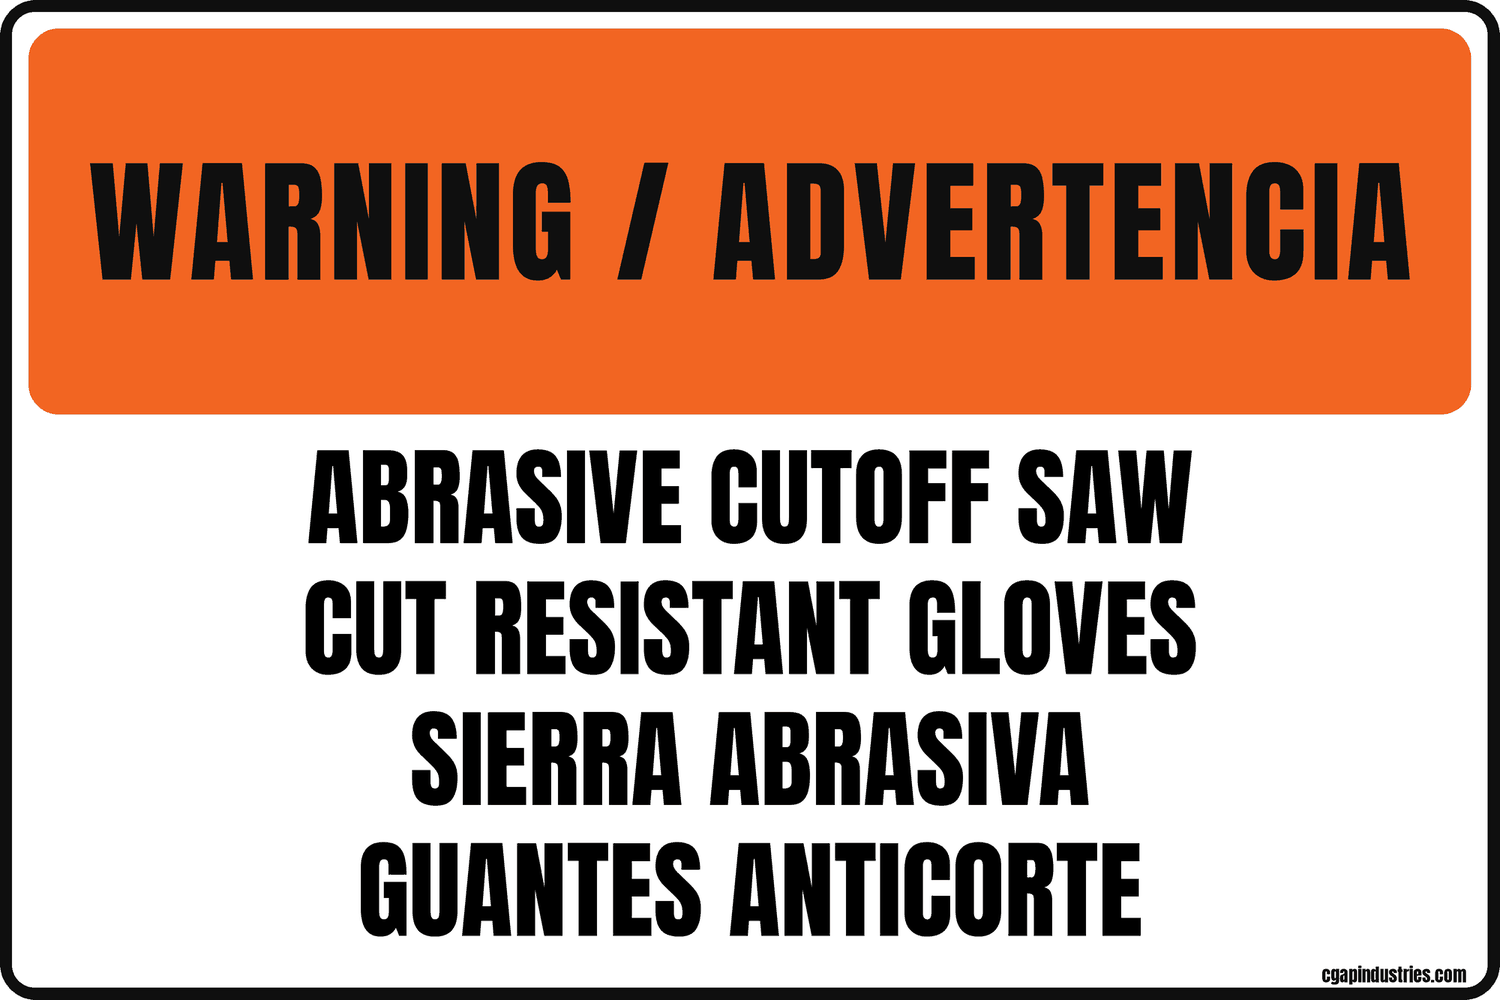 WARNING / ADVERTENCIA
ABRASIVE CUTOFF SAW
CUT RESISTANT GLOVES
SIERRA ABRASIVA
GUANTES ANTICORTE
cgapindustries.com